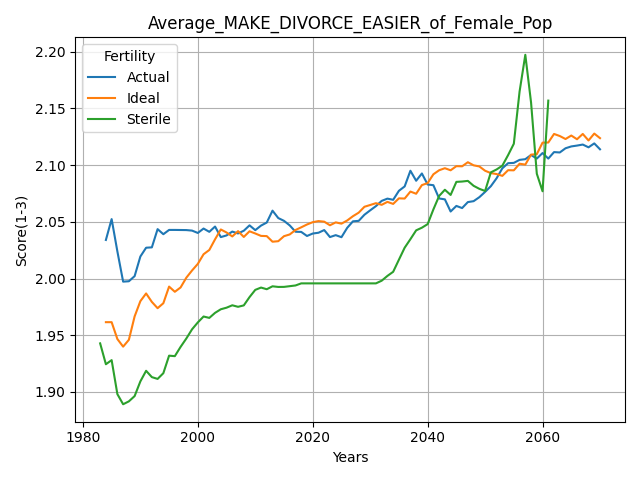 Average_MAKE_DIVORCE_EASIER_of_Female_Pop
Fertility
Actual
Ideal
Sterile
Score(1-3)
2.20
2.15
2.10
2.05
2.00
1.95
1.90
1980
2000
2020
2040
2060
Years